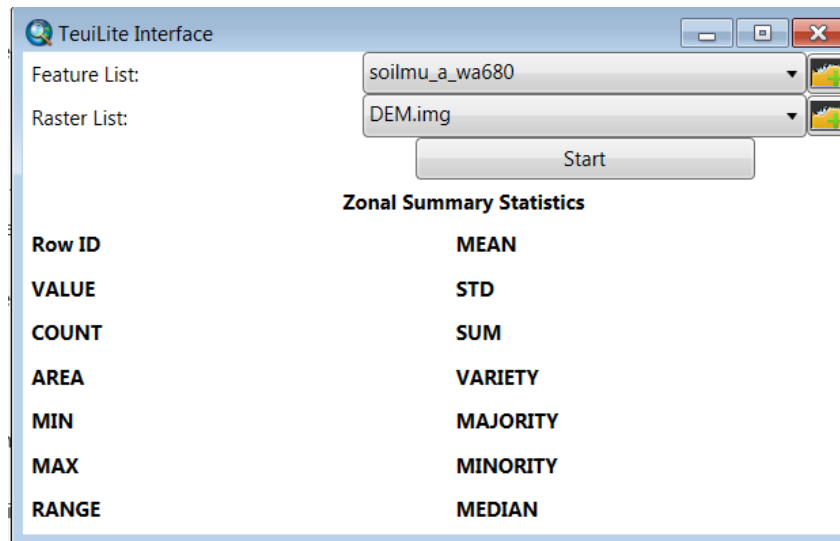 TeuiLite Interface
Feature List: soilmu_a_wa680
Raster List: DEM.img
Start
Zonal Summary Statistics
Row ID MEAN
VALUE STD
COUNT SUM
AREA VARIETY
MIN MAJORITY
MAX MINORITY
RANGE MEDIAN